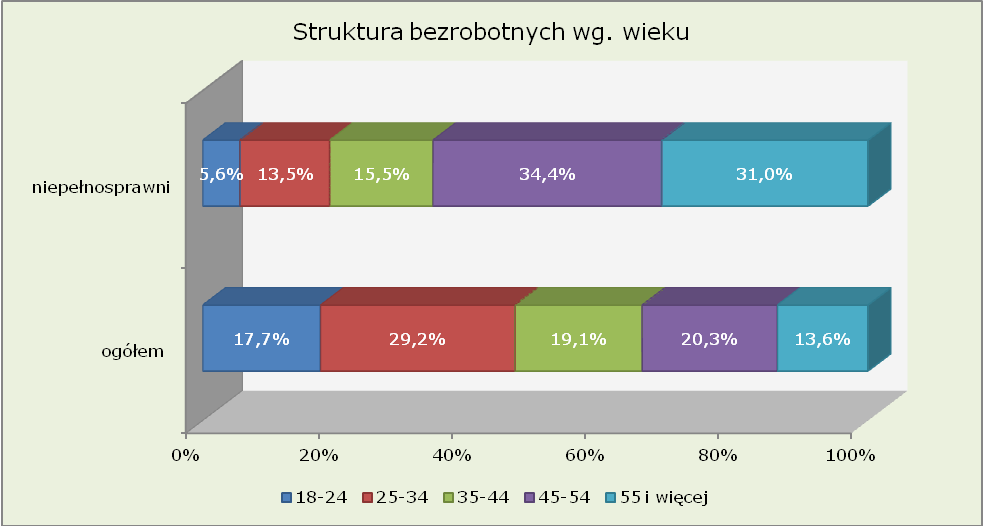 Struktura bezrobotnych wg. wieku
niepełnosprawni
5,6% 13,5% 15,5% 34,4% 31,0%
ogółem
17,7% 29,2% 19,1% 20,3% 13,6%
0% 20% 40% 60% 80% 100%
18-24 25-34 35-44 45-54 55 i więcej